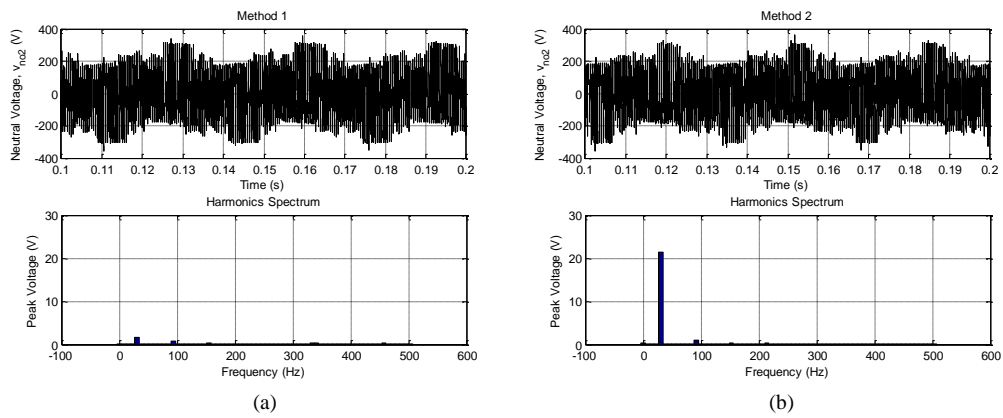 Method 1
Neutral Voltage, vno2 (V)
400
200
0
-200
-400
0.1 0.11 0.12 0.13 0.14 0.15 0.16 0.17 0.18 0.19 0.2
Time (s)
Harmonics Spectrum
Peak Voltage (V)
30
20
10
0
-100 0 100 200 300 400 500 600
Frequency (Hz)
(a)
Method 2
Neutral Voltage, vno2 (V)
400
200
0
-200
-400
0.1 0.11 0.12 0.13 0.14 0.15 0.16 0.17 0.18 0.19 0.2
Time (s)
Harmonics Spectrum
Peak Voltage (V)
30
20
10
0
-100 0 100 200 300 400 500 600
Frequency (Hz)
(b)